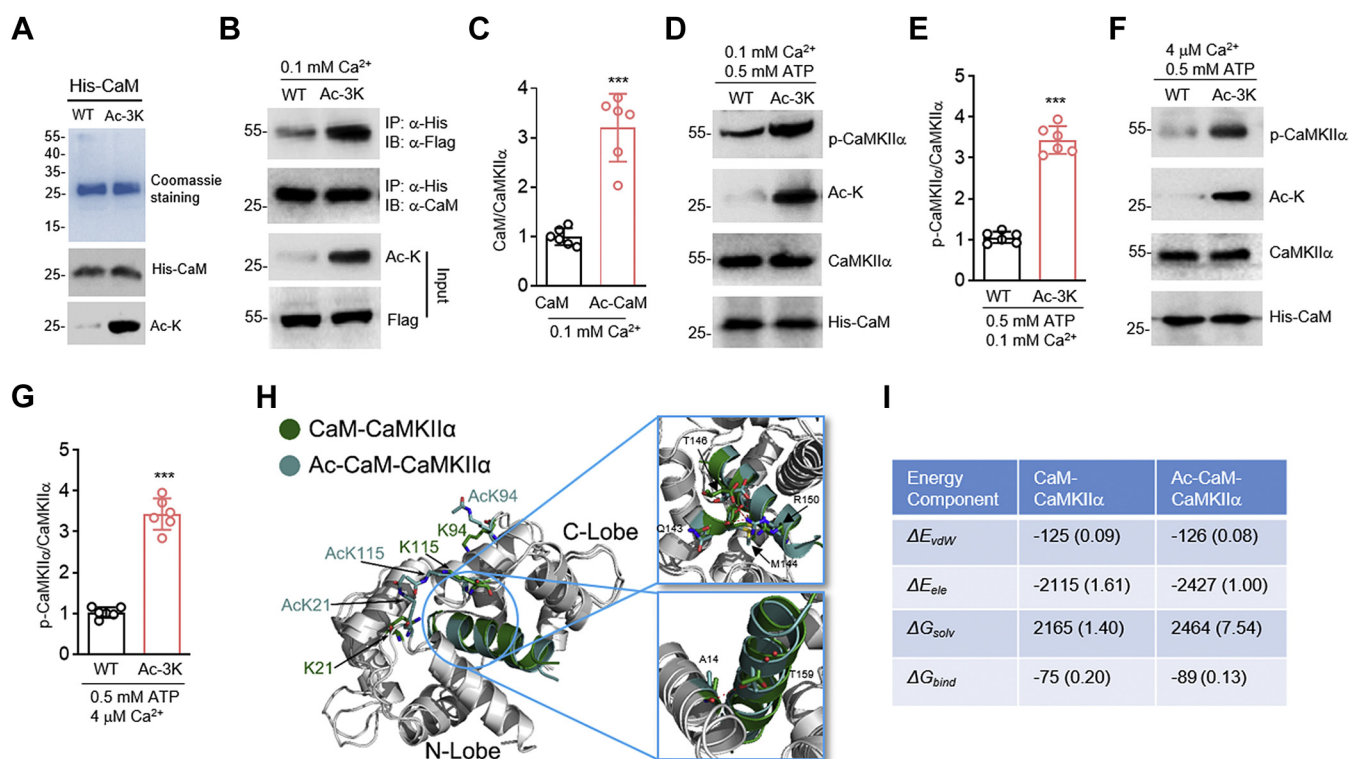 A
His-CaM
WT Ac-3K
55-
40-
35-
25-
15-
Coomassie
staining
25-
His-CaM
25-
Ac-K
B
0.1 mM Ca²⁺
WT Ac-3K
55-
IP: α-His
IB: α-Flag
25-
IP: α-His
IB: α-CaM
25-
Ac-K
55-
Flag
Input
C
CaM/CaMKIIα
4
3
2
1
0
***
CaM Ac-CaM
0.1 mM Ca²⁺
D
0.1 mM Ca²⁺
0.5 mM ATP
WT Ac-3K
55-
p-CaMKIIα
25-
Ac-K
55-
CaMKIIα
25-
His-CaM
E
p-CaMKIIα/CaMKIIα
5
4
3
2
1
0
***
WT Ac-3K
0.5 mM ATP
0.1 mM Ca²⁺
F
4 μM Ca²⁺
0.5 mM ATP
WT Ac-3K
55-
p-CaMKIIα
25-
Ac-K
55-
CaMKIIα
25-
His-CaM
G
p-CaMKIIα/CaMKIIα
5
4
3
2
1
0
***
WT Ac-3K
0.5 mM ATP
4 μM Ca²⁺
H
CaM-CaMKIIα
Ac-CaM-CaMKIIα
AcK94
K94
C-Lobe
AcK115
K115
AcK21
K21
N-Lobe
T146
R150
Q143
M144
A14
T159
I
Energy Component CaM-CaMKIIα Ac-CaM-CaMKIIα
ΔEvdW -125 (0.09) -126 (0.08)
ΔEele -2115 (1.61) -2427 (1.00)
ΔGsolv 2165 (1.40) 2464 (7.54)
ΔGbind -75 (0.20) -89 (0.13)